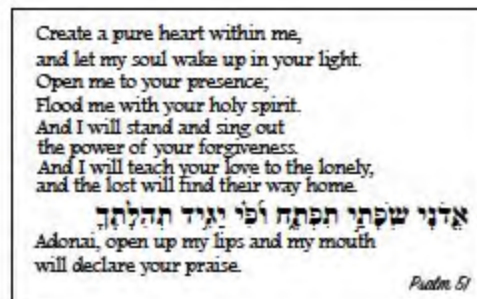 Create a pure heart within me,
and let my soul wake up in your light.
Open me to your presence;
Flood me with your holy spirit.
And I will stand and sing out
the power of your forgiveness.
And I will teach your love to the lonely,
and the lost will find their way home.
אֲדֹנָי שְׂפָתַי תִּפְתָּח וּפִי יַגִּיד תְּהִלָּתֶךָ
Adonai, open up my lips and my mouth
will declare your praise.
Psalm 51